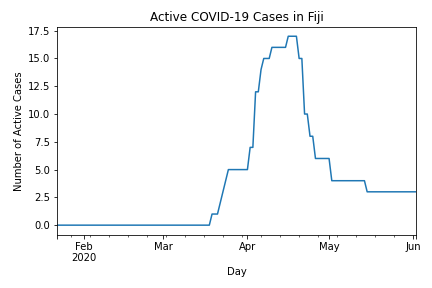 Active COVID-19 Cases in Fiji
17.5
15.0
12.5
10.0
7.5
5.0
2.5
0.0
Number of Active Cases
Feb Mar Apr May Jun
2020
Day